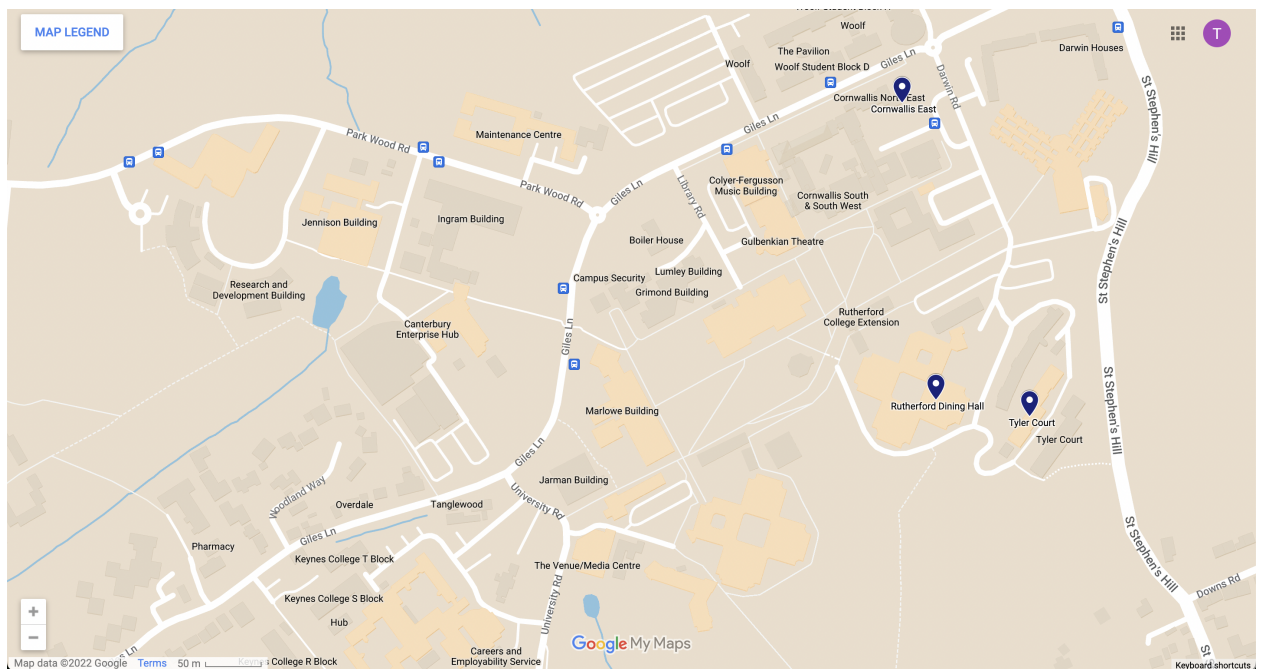 MAP LEGEND
Woolf
The Pavilion
Woolf
Woolf Student Block D
Giles Ln
Darwin Houses
T
Cornwallis North East
Cornwallis East
Darwin Rd
St Stephen's Hill
Giles Ln
Park Wood Rd
Maintenance Centre
Park Wood Rd
Giles Ln
Library Rd
Colyer-Fergusson
Music Building
Cornwallis South
& South West
Jennison Building
Ingram Building
Boiler House
Gulbenkian Theatre
St Stephen's Hill
Campus Security
Lumley Building
Grimond Building
Research and
Development Building
Canterbury
Enterprise Hub
Giles Ln
Rutherford
College Extension
Marlowe Building
Rutherford Dining Hall
Tyler Court
Tyler Court
St Stephen's Hill
Giles Ln
Jarman Building
Woodland Way
Overdale
Tanglewood
University Rd
Giles Ln
Pharmacy
Keynes College T Block
The Venue/Media Centre
St Stephen's Hill
Downs Rd
Keynes College S Block
Hub
University Rd
Google My Maps
Careers and
Employability Service
Keynes College R Block
Ln
St
+
−
Map data ©2022 Google Terms 50 m
Keyboard shortcuts